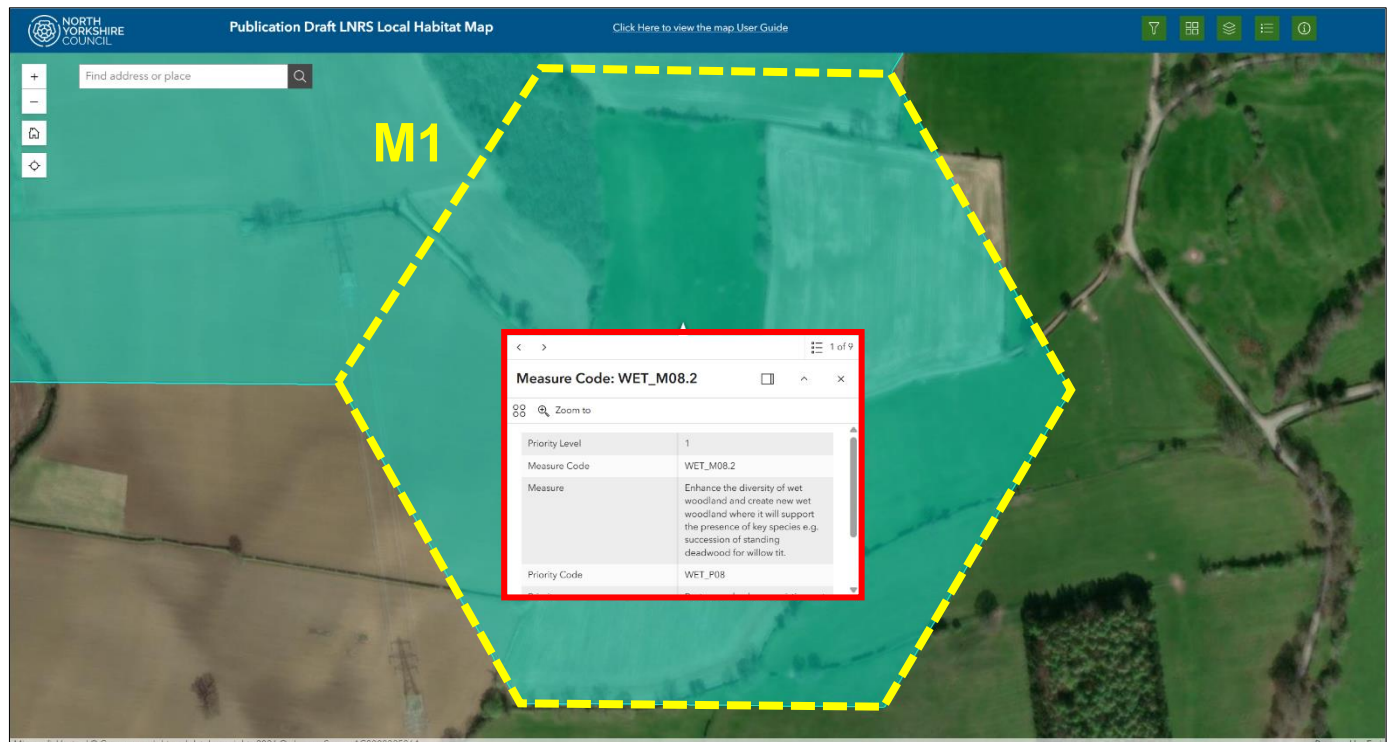 NORTH
YORKSHIRE
COUNCIL
Publication Draft LNRS Local Habitat Map
Click Here to view the map User Guide
+
Find address or place
−
M1
1 of 9
Measure Code: WET_M08.2
Zoom to
Priority Level 1
Measure Code WET_M08.2
Measure Enhance the diversity of wet
woodland and create new wet
woodland where it will support
the presence of key species e.g.
succession of standing
deadwood for willow tit.
Priority Code WET_P08